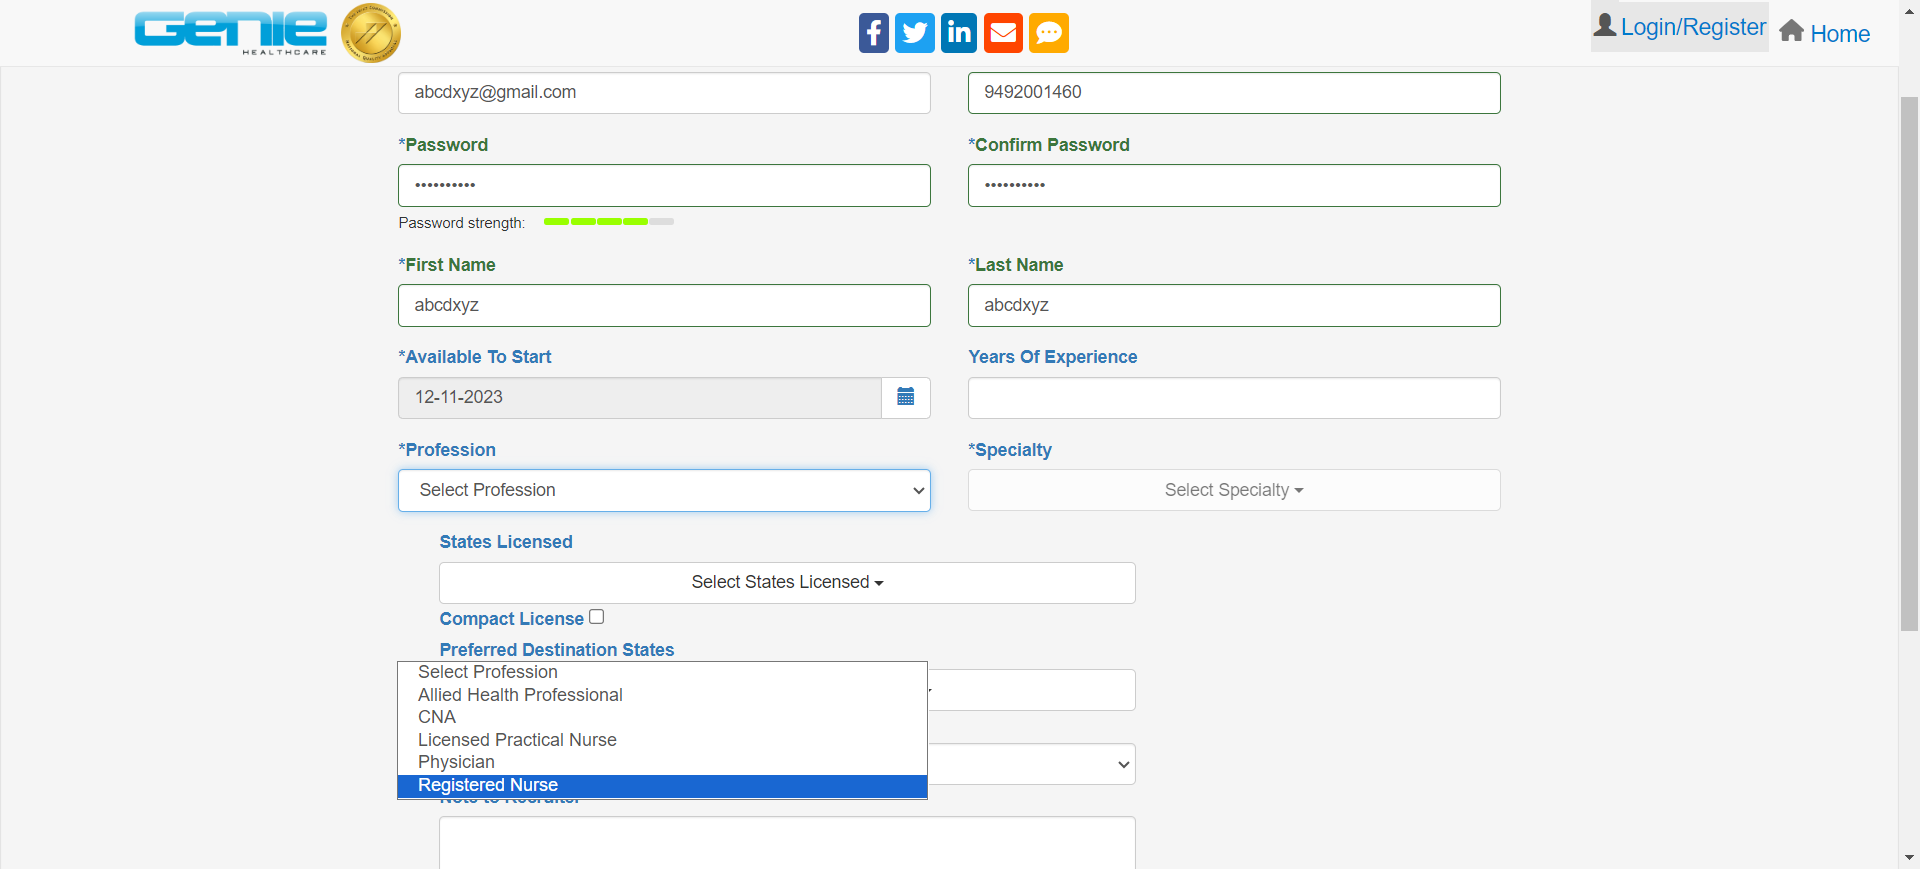 GENIE
HEALTHCARE
Login/Register
Home
abcdxyz@gmail.com
9492001460
*Password
*Confirm Password
••••••••••
••••••••••
Password strength:
*First Name
*Last Name
abcdxyz
abcdxyz
*Available To Start
Years Of Experience
12-11-2023
*Profession
*Specialty
Select Profession
Select Specialty
States Licensed
Select States Licensed
Compact License
Preferred Destination States
Select Profession
Allied Health Professional
CNA
Licensed Practical Nurse
Physician
Registered Nurse
Note to Recruiter